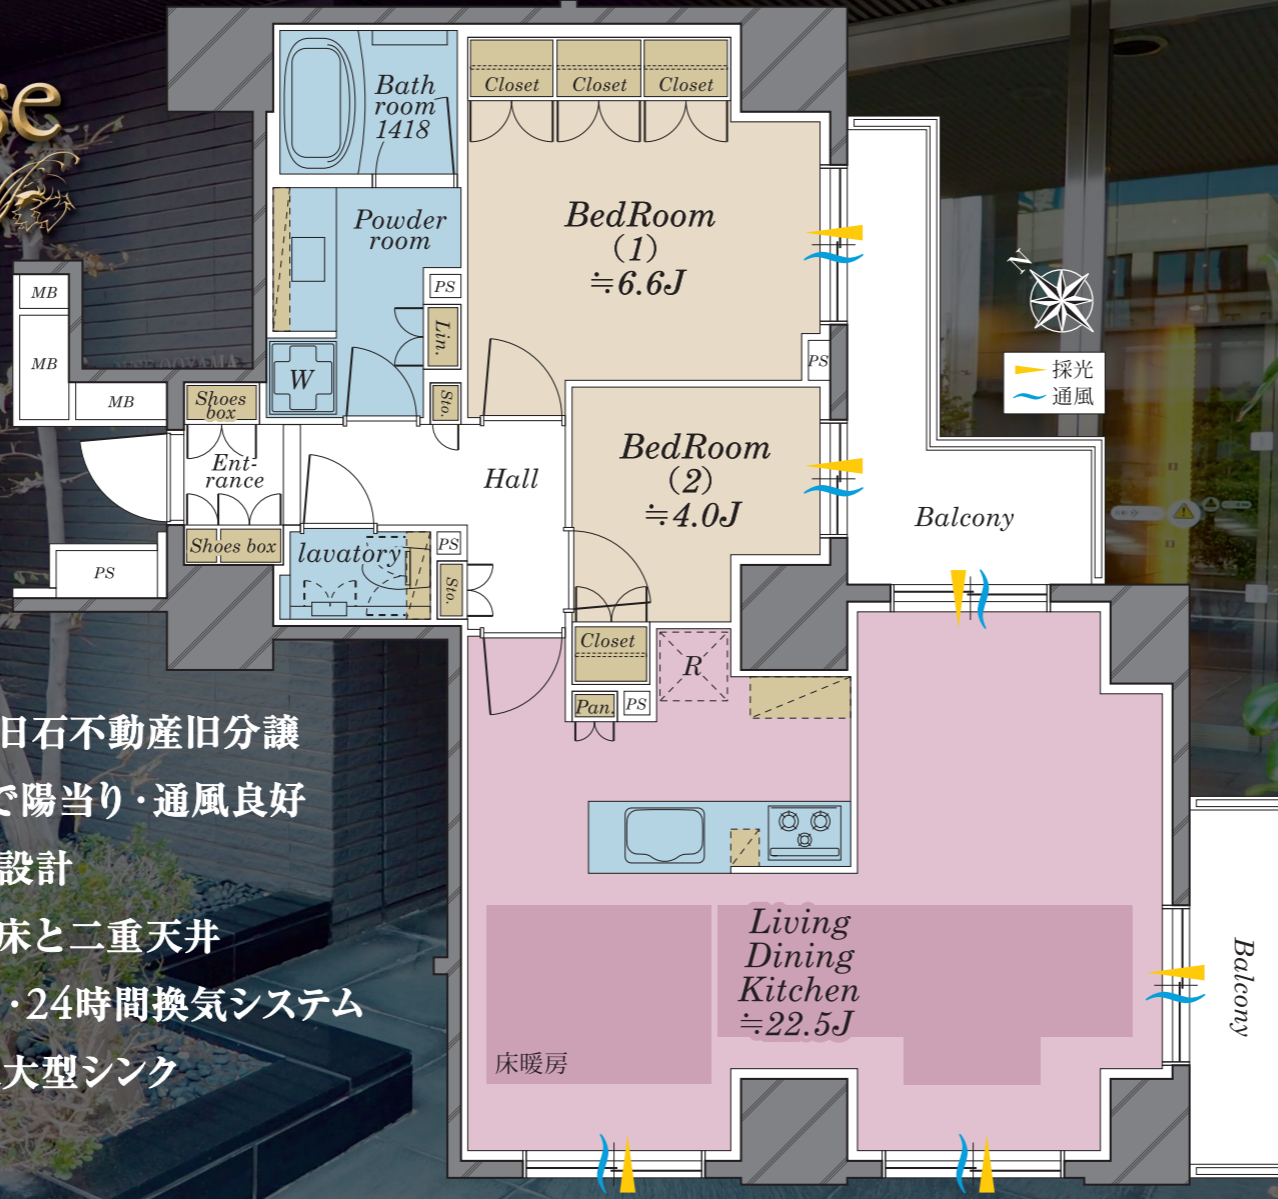 se
Bath
room
1418
Closet
Closet
Closet
Powder
room
BedRoom
(1)
≒6.6J
PS
Lin.
MB
MB
MB
W
Sto.
PS
N
採光
通風
Shoes
box
Ent-
rance
Hall
BedRoom
(2)
≒4.0J
Balcony
Shoes box
lavatory
PS
Sto.
PS
Closet
R
Pan.
PS
日石不動産旧分譲
で陽当り・通風良好
設計
床と二重天井
・24時間換気システム
大型シンク
Living
Dining
Kitchen
≒22.5J
床暖房
Balcony